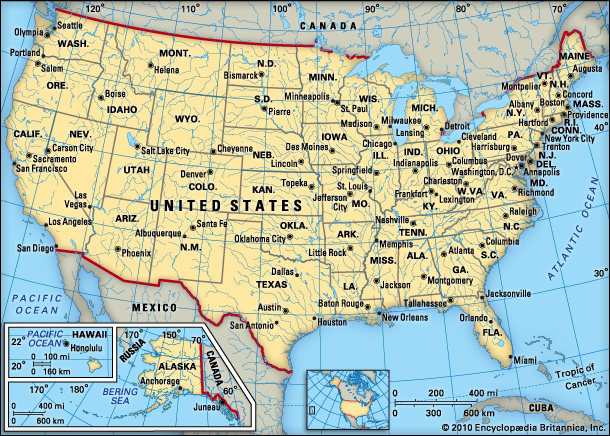 120°
110°
100°
90°
80°
70°
CANADA
Seattle
Olympia
WASH.
Portland
Salem
ORE.
MONT.
Helena
N.D.
Bismarck
MINN.
Minneapolis
St. Paul
WIS.
MICH.
MAINE
Augusta
VT.
Montpelier
N.H.
Concord
Albany
Boston
MASS.
N.Y.
Hartford
Providence
R.I.
CONN.
Boise
IDAHO
WYO.
S.D.
Pierre
Milwaukee
Madison
Lansing
Detroit
Cleveland
PA.
New York City
Harrisburg
Trenton
N.J.
40°
CALIF.
NEV.
Carson City
Sacramento
San Francisco
Salt Lake City
UTAH
Cheyenne
NEB.
Lincoln
IOWA
Des Moines
ILL.
IND.
OHIO
Indianapolis
Columbus
Dover
DEL.
Washington, D.C.
Annapolis
MD.
Denver
COLO.
KAN.
Topeka
Springfield
St. Louis
Jefferson
City
MO.
Frankfort
Charleston
Lexington
KY.
W.VA.
VA.
Richmond
Las
Vegas
UNITED STATES
Los Angeles
ARIZ.
Albuquerque
Santa Fe
N.M.
Phoenix
San Diego
OKLA.
Oklahoma City
ARK.
Little Rock
Nashville
TENN.
Memphis
Raleigh
N.C.
Columbia
S.C.
Atlanta
GA.
ALA.
MISS.
Jackson
Montgomery
ATLANTIC OCEAN
30°
Dallas
TEXAS
LA.
Austin
San Antonio
Houston
Baton Rouge
New Orleans
Tallahassee
Jacksonville
Orlando
FLA.
Miami
PACIFIC
OCEAN
MEXICO
Tropic of
Cancer
CUBA
PACIFIC
OCEAN
HAWAII
22°
Honolulu
20°
0 100 mi
0 160 km
170°
150°
70°
RUSSIA
CANADA
ALASKA
Anchorage
60°
Juneau
170°
180°
BERING
SEA
0 400 mi
0 600 km
0 200 400 mi
0 300 600 km
© 2010 Encyclopædia Britannica, Inc.